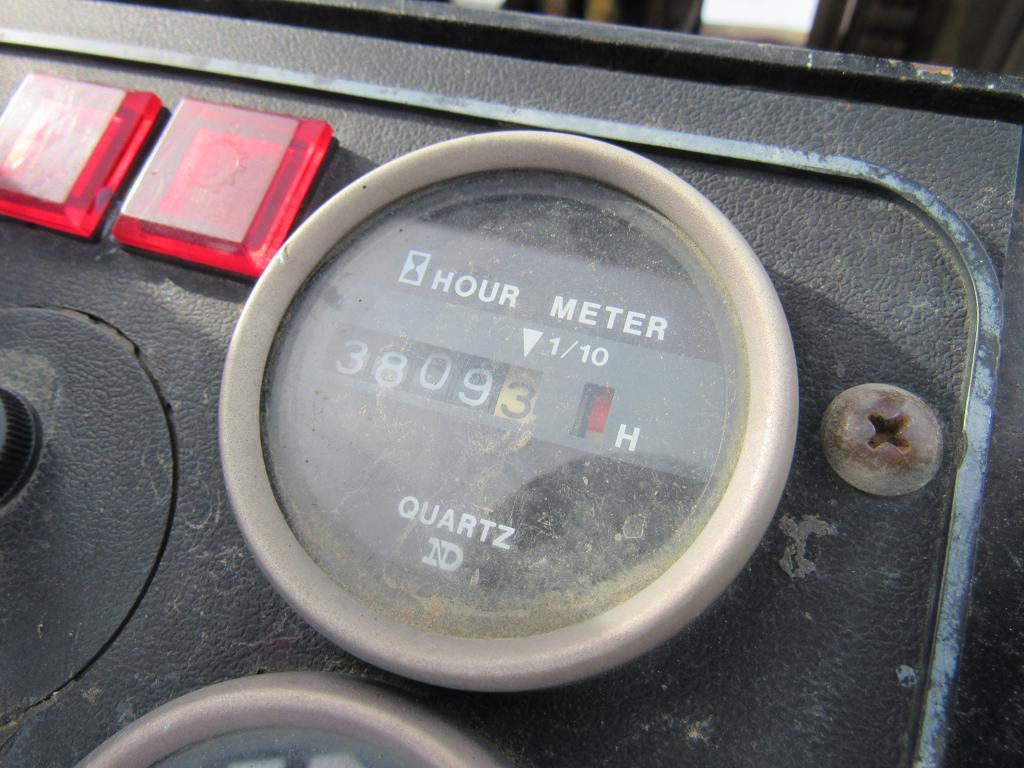 HOUR METER
1/10
38093
H
QUARTZ
ND